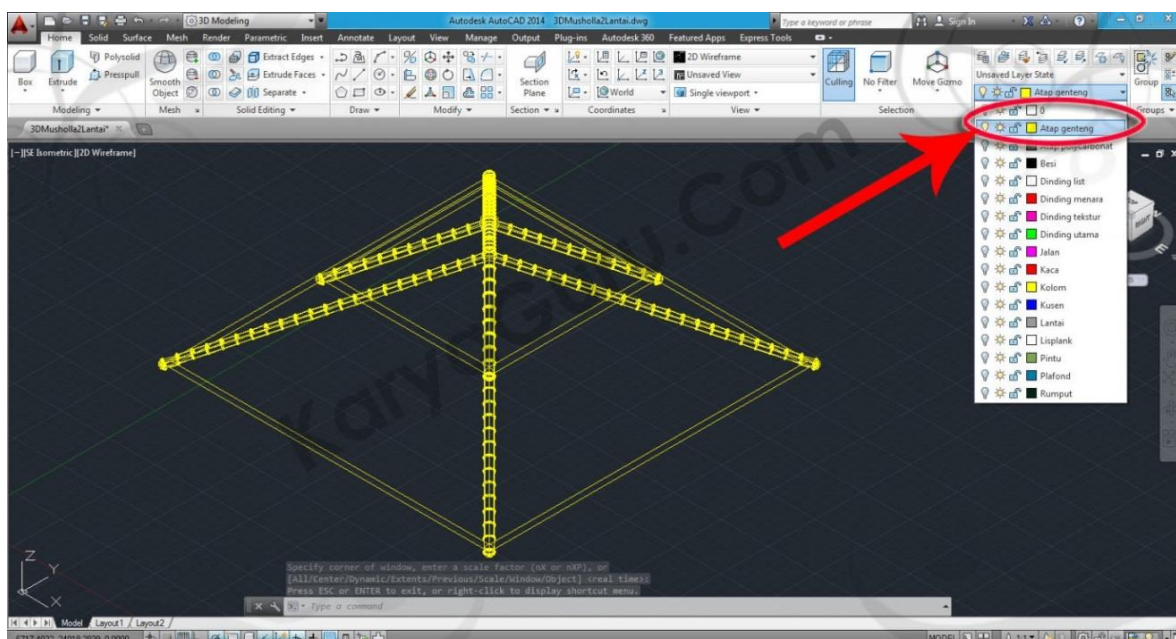 3D Modeling
Autodesk AutoCAD 2014 3DMusholla2Lantai.dwg
Type a keyword or phrase
Sign In
Home Solid Surface Mesh Render Parametric Insert Annotate Layout View Manage Output Plug-ins Autodesk 360 Featured Apps Express Tools
Polysolid
Presspull
Box
Extrude
Smooth
Object
Extract Edges
Extrude Faces
Separate
Section
Plane
World
2D Wireframe
Unsaved View
Single viewport
Culling
No Filter
Move Gizmo
Unsaved Layer State
Atap genteng
Group
Modeling
Mesh
Solid Editing
Draw
Modify
Section
Coordinates
View
Selection
Groups
3DMusholla2Lantai*
[−][SE Isometric][2D Wireframe]
0
Atap genteng
Atap polycarbonat
Besi
Dinding list
Dinding menara
Dinding tekstur
Dinding utama
Jalan
Kaca
Kolom
Kusen
Lantai
Lisplank
Pintu
Plafond
Rumput
RIGHT
KaryaGuru.Com
Z
Y
X
Specify corner of window, enter a scale factor (nX or nXP), or
[All/Center/Dynamic/Extents/Previous/Scale/Window/Object] <real time>:
Press ESC or ENTER to exit, or right-click to display shortcut menu.
Type a command
Model Layout1 Layout2
MODEL
1:1